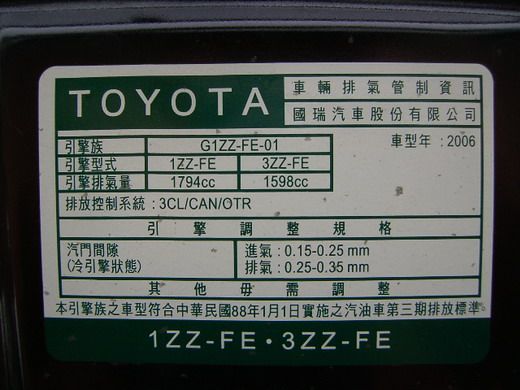 TOYOTA
車輛排氣管制資訊
國瑞汽車股份有限公司
引擎族 G1ZZ-FE-01
車型年：2006
引擎型式 1ZZ-FE 3ZZ-FE
引擎排氣量 1794cc 1598cc
排放控制系統：3CL/CAN/OTR
引擎調整規格
汽門間隙 進氣：0.15-0.25 mm
(冷引擎狀態) 排氣：0.25-0.35 mm
其他毋需調整
本引擎族之車型符合中華民國88年1月1日實施之汽油車第三期排放標準。
1ZZ-FE・3ZZ-FE